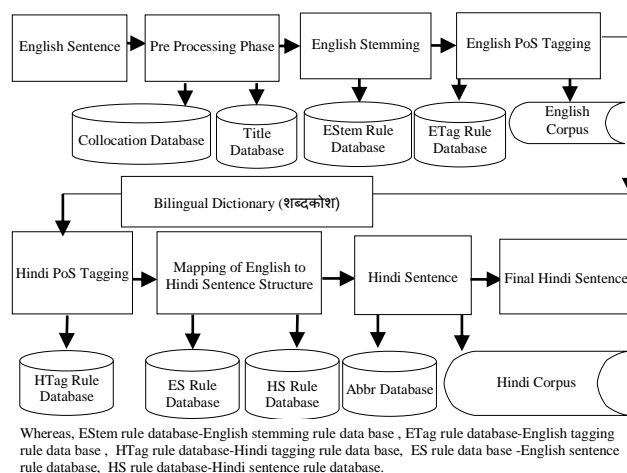 English Sentence
Pre Processing Phase
English Stemming
English PoS Tagging
Collocation Database
Title
Database
EStem Rule
Database
ETag Rule
Database
English
Corpus
Bilingual Dictionary (शब्दकोश)
Hindi PoS Tagging
Mapping of English to
Hindi Sentence Structure
Hindi Sentence
Final Hindi Sentence
HTag Rule
Database
ES Rule
Database
HS Rule
Database
Abbr Database
Hindi Corpus
Whereas, EStem rule database-English stemming rule data base , ETag rule database-English tagging
rule data base , HTag rule database-Hindi tagging rule data base, ES rule data base -English sentence
rule database, HS rule database-Hindi sentence rule database.